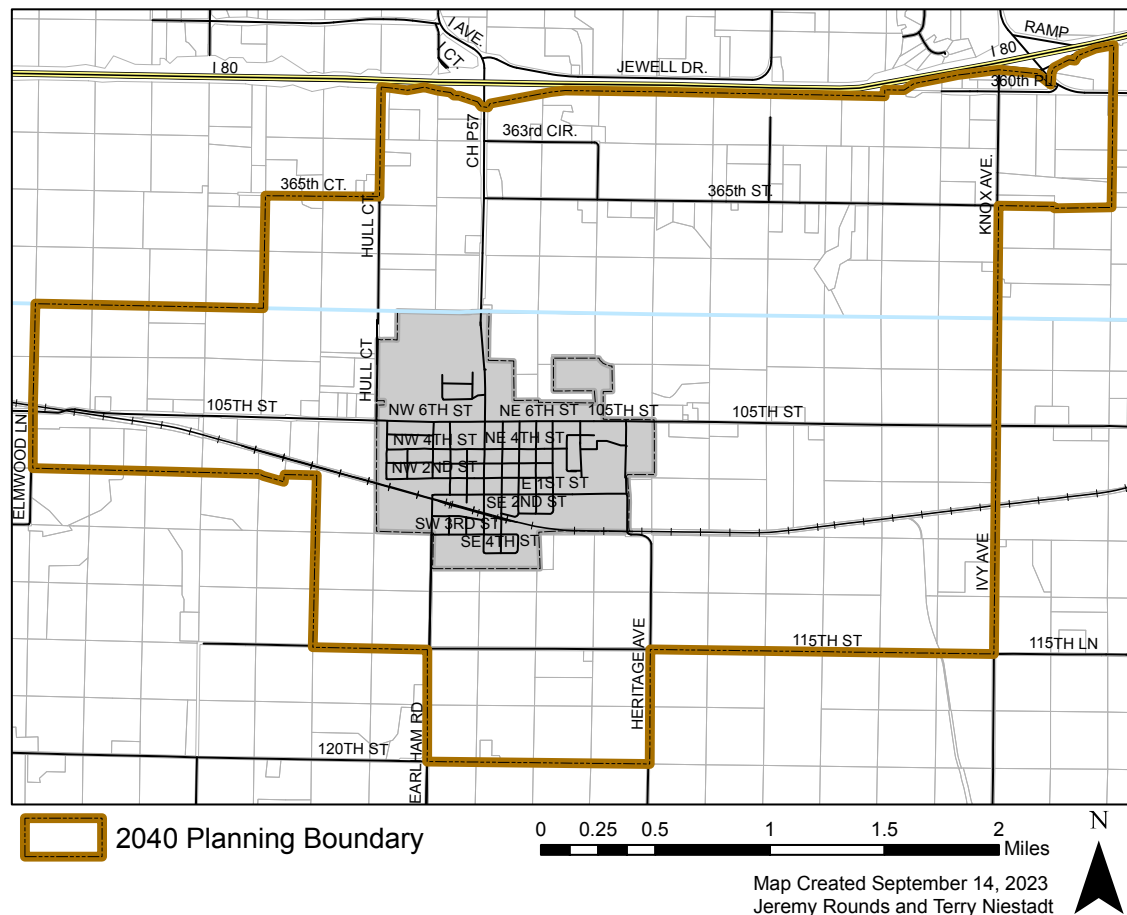 I AVE.
I CT.
RAMP
I 80
I 80
JEWELL DR.
360th PL
CH P57
363rd CIR.
365th CT.
365th ST.
HULL CT
KNOX AVE.
HULL CT
NW 6TH ST
NE 6TH ST
105TH ST
105TH ST
105TH ST
ELMWOOD LN
NW 4TH ST
NE 4TH ST
NW 2ND ST
E 1ST ST
SE 2ND ST
SW 3RD ST
SE 4TH ST
IVY AVE
HERITAGE AVE
115TH ST
115TH LN
EARLHAM RD
120TH ST
2040 Planning Boundary
0 0.25 0.5 1 1.5 2
Miles
N
Map Created September 14, 2023
Jeremy Rounds and Terry Niestadt